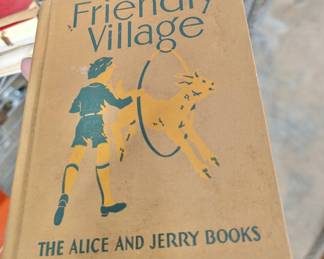 Friendly
Village
THE ALICE AND JERRY BOOKS